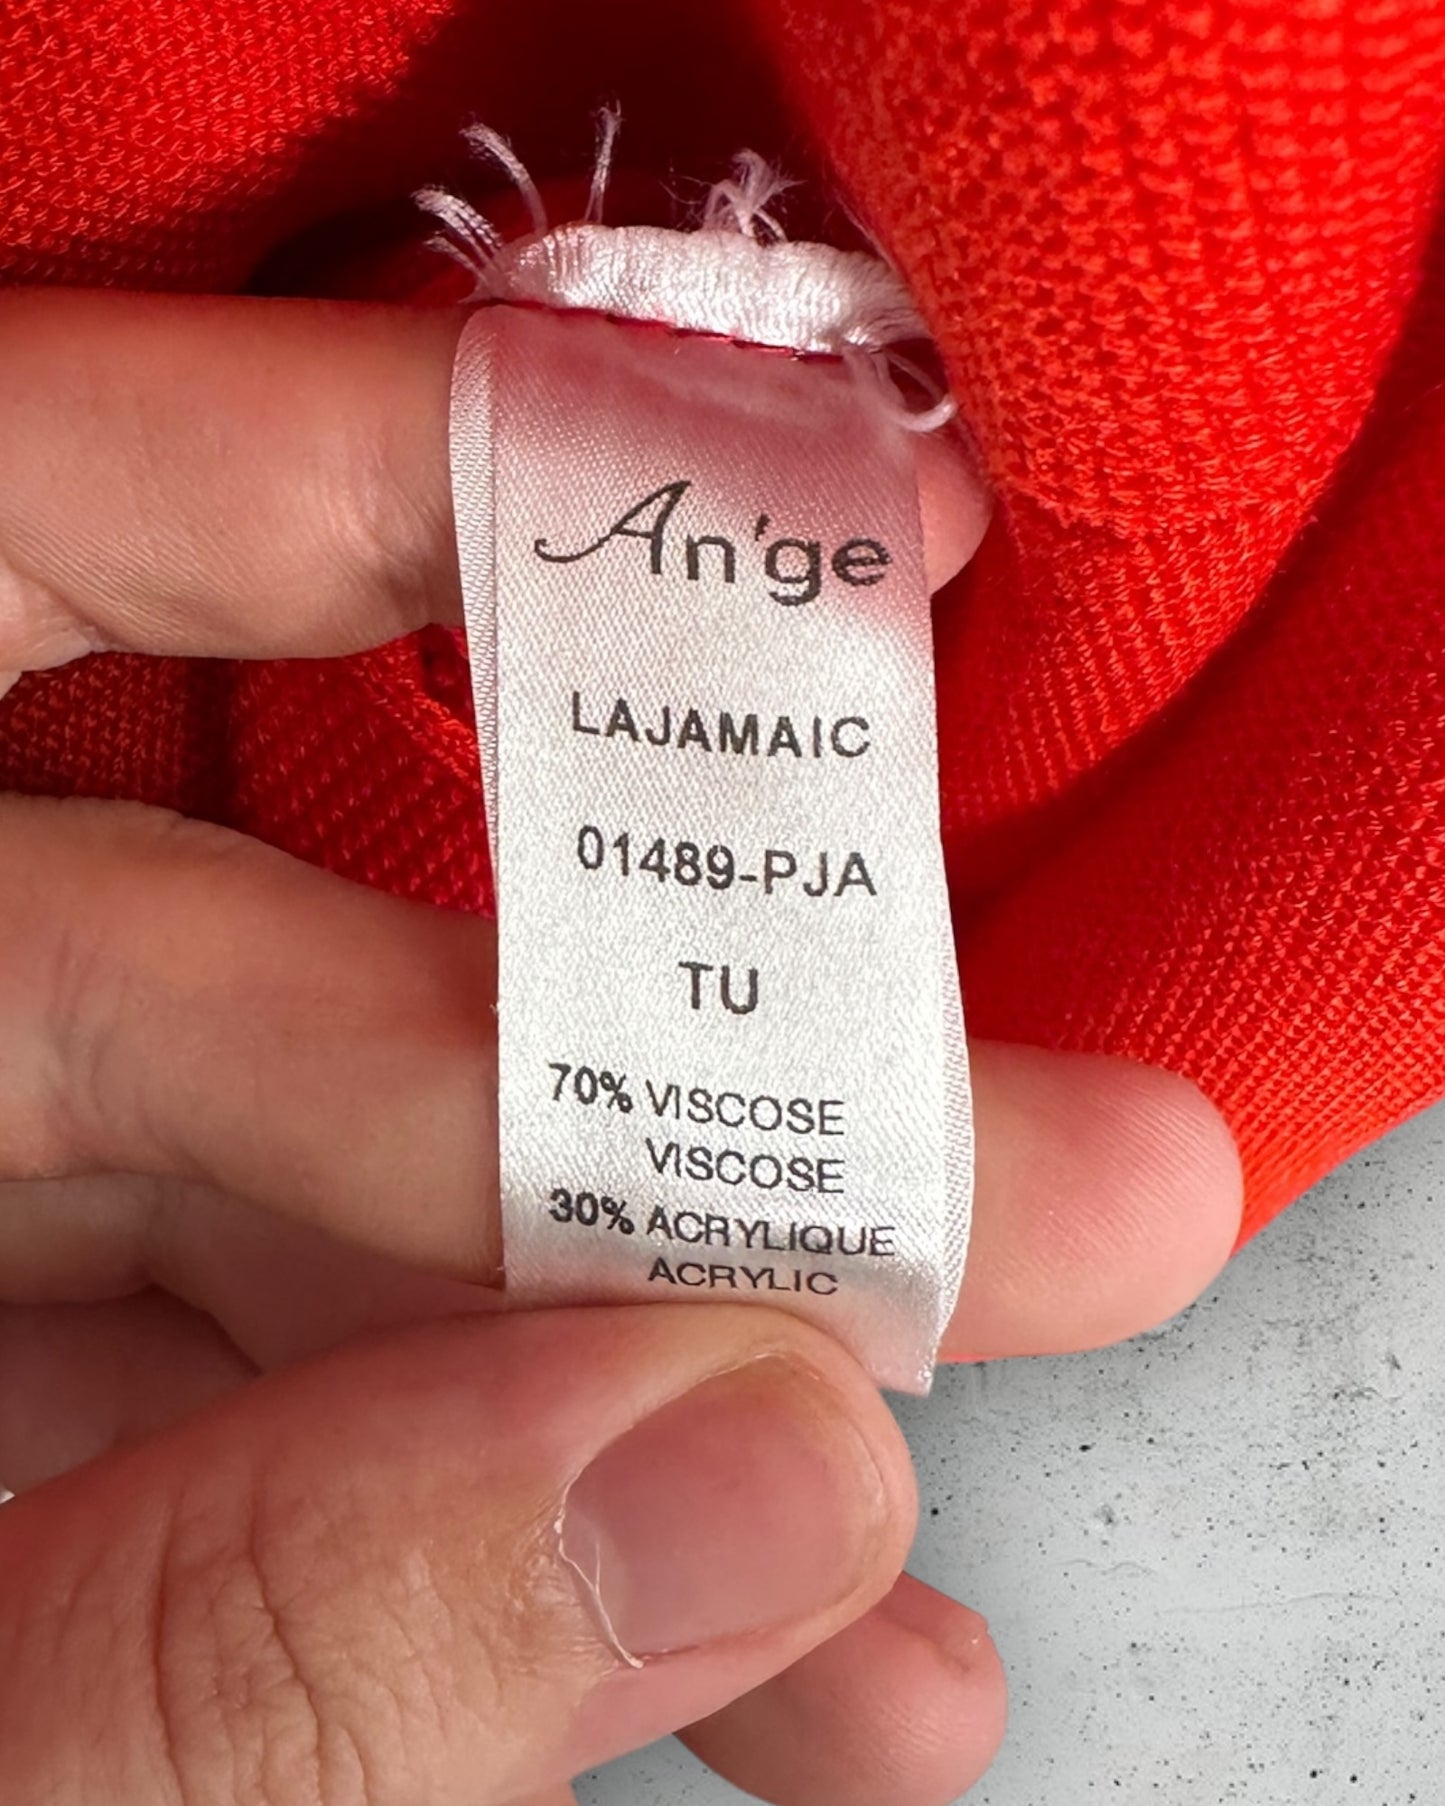 An'ge
LAJAMAIC
01489-PJA
TU
70% VISCOSE
VISCOSE
30% ACRYLIQUE
ACRYLIC